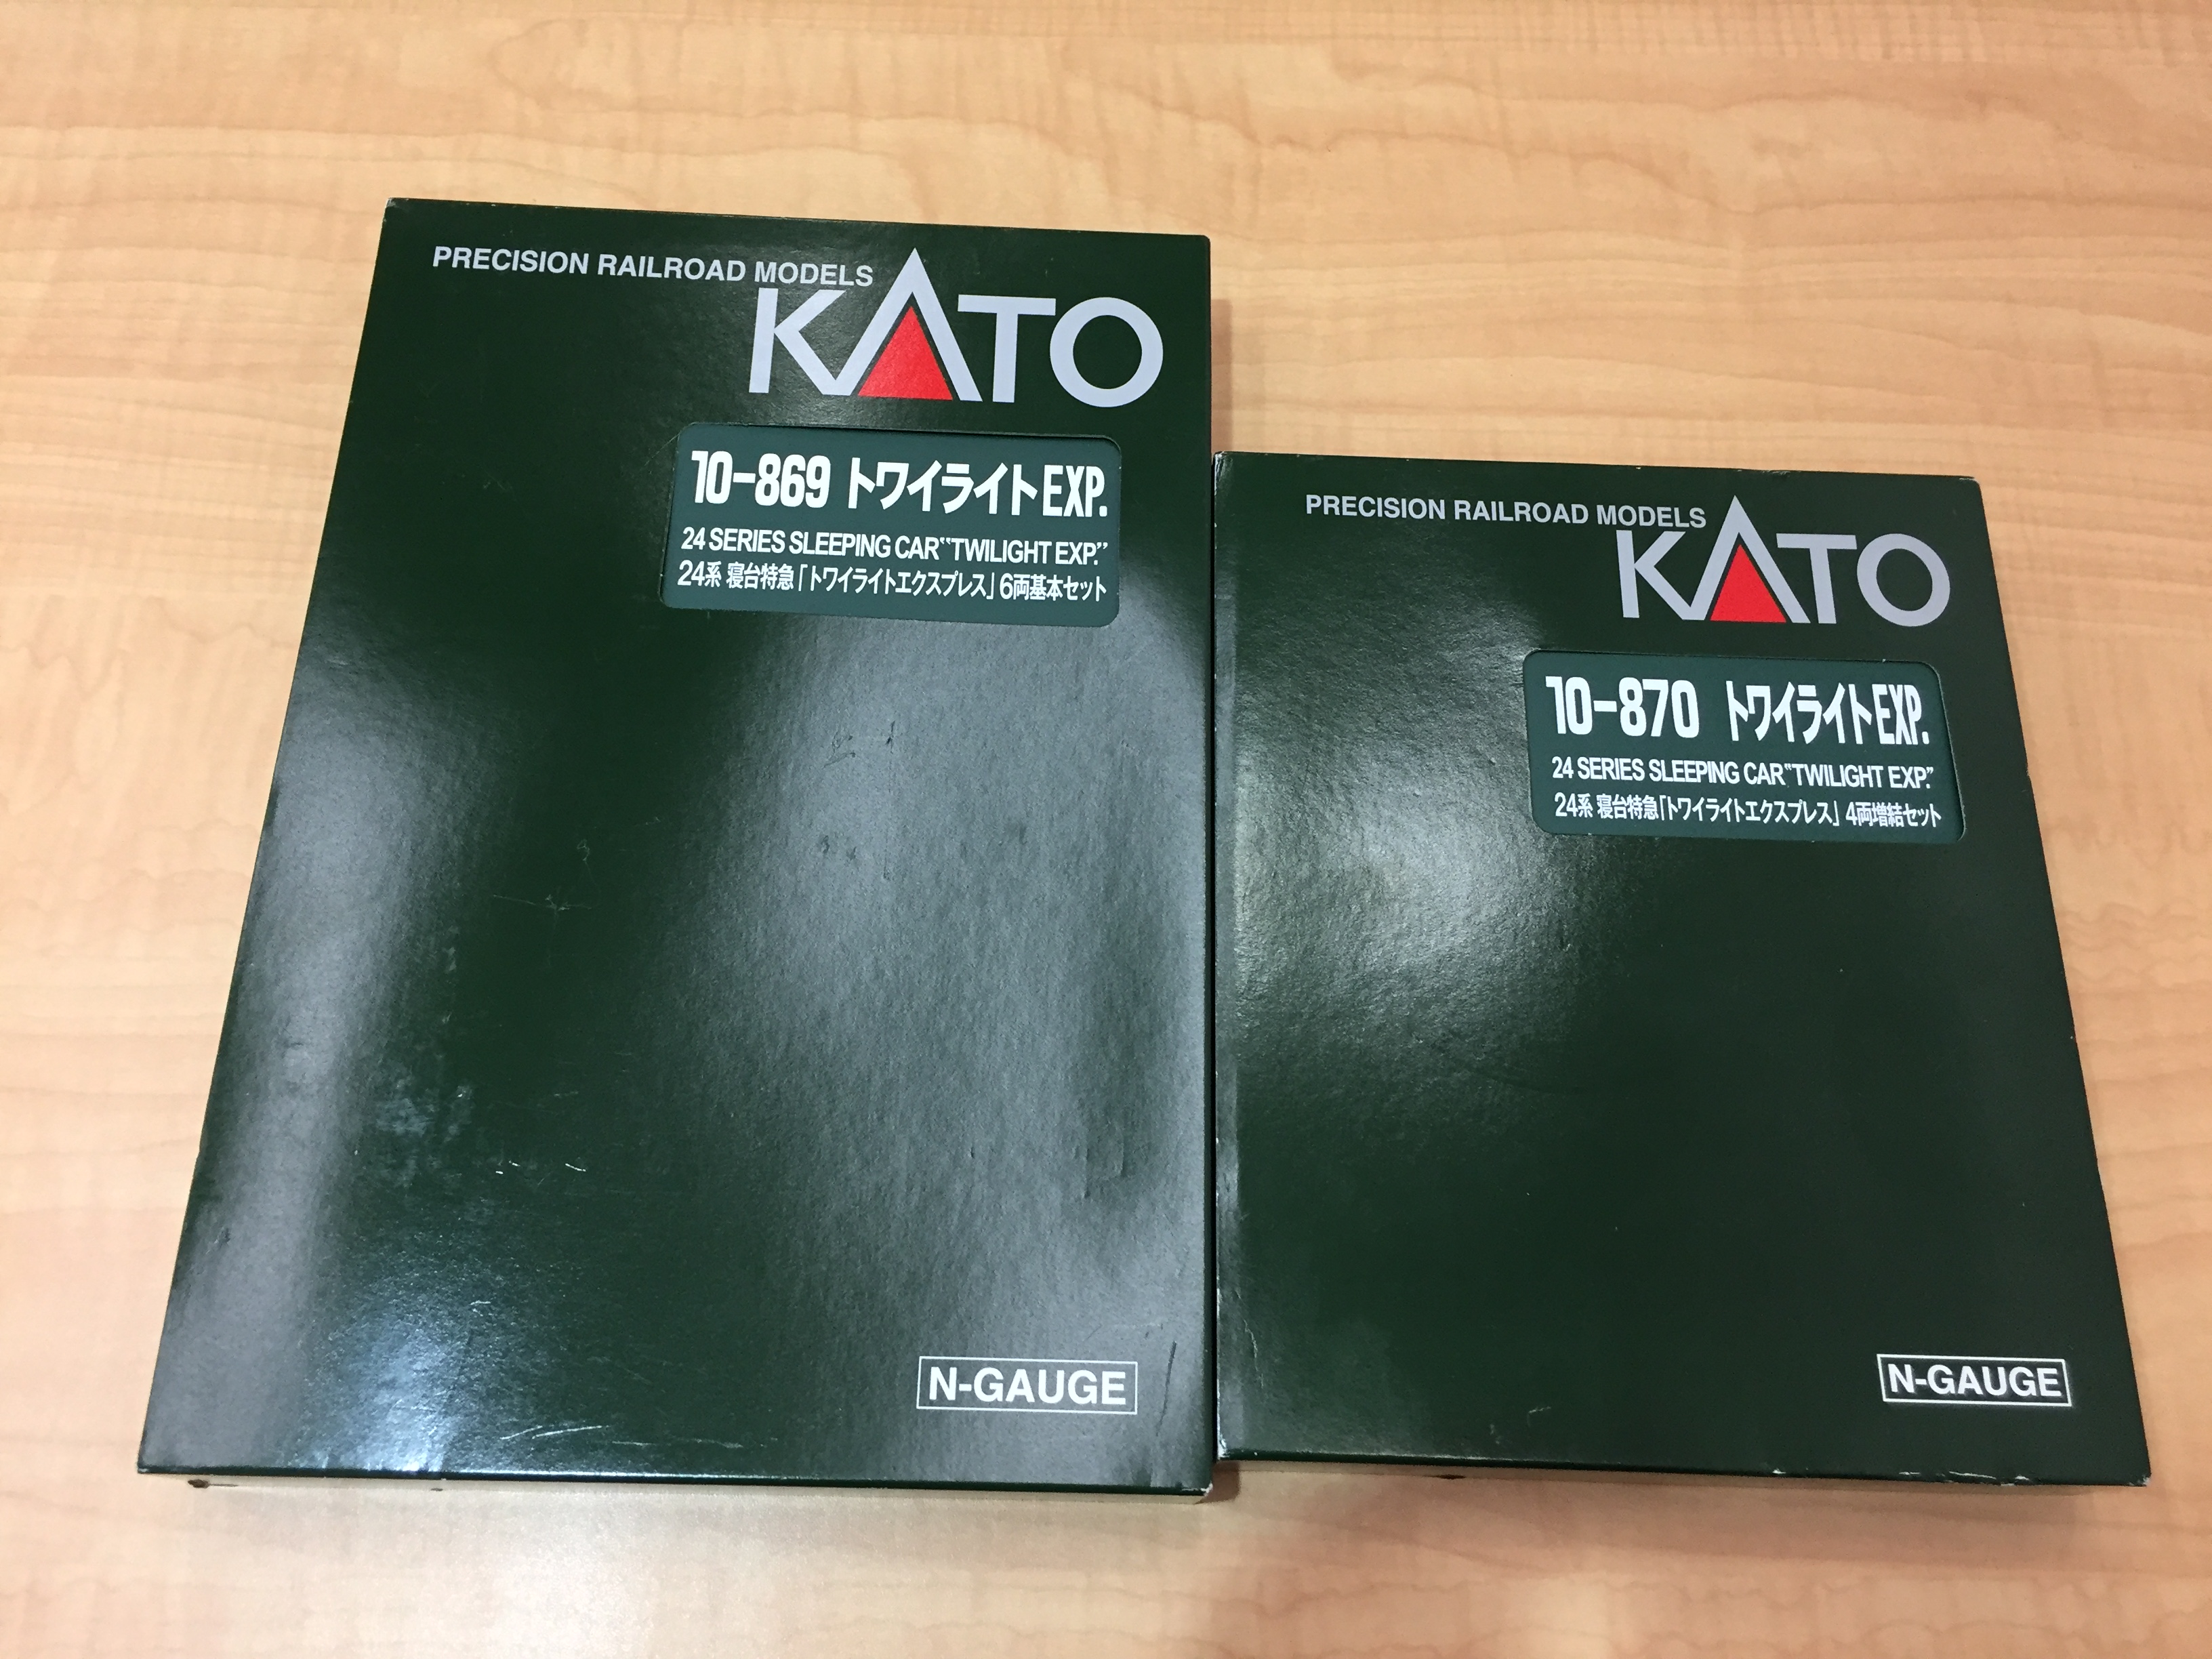 PRECISION RAILROAD MODELS
KATO
10-869 トワイライトEXP.
24 SERIES SLEEPING CAR“TWILIGHT EXP.”
24系 寝台特急「トワイライトエクスプレス」6両基本セット
N-GAUGE
PRECISION RAILROAD MODELS
KATO
10-870 トワイライトEXP.
24 SERIES SLEEPING CAR“TWILIGHT EXP.”
24系 寝台特急「トワイライトエクスプレス」4両増結セット
N-GAUGE